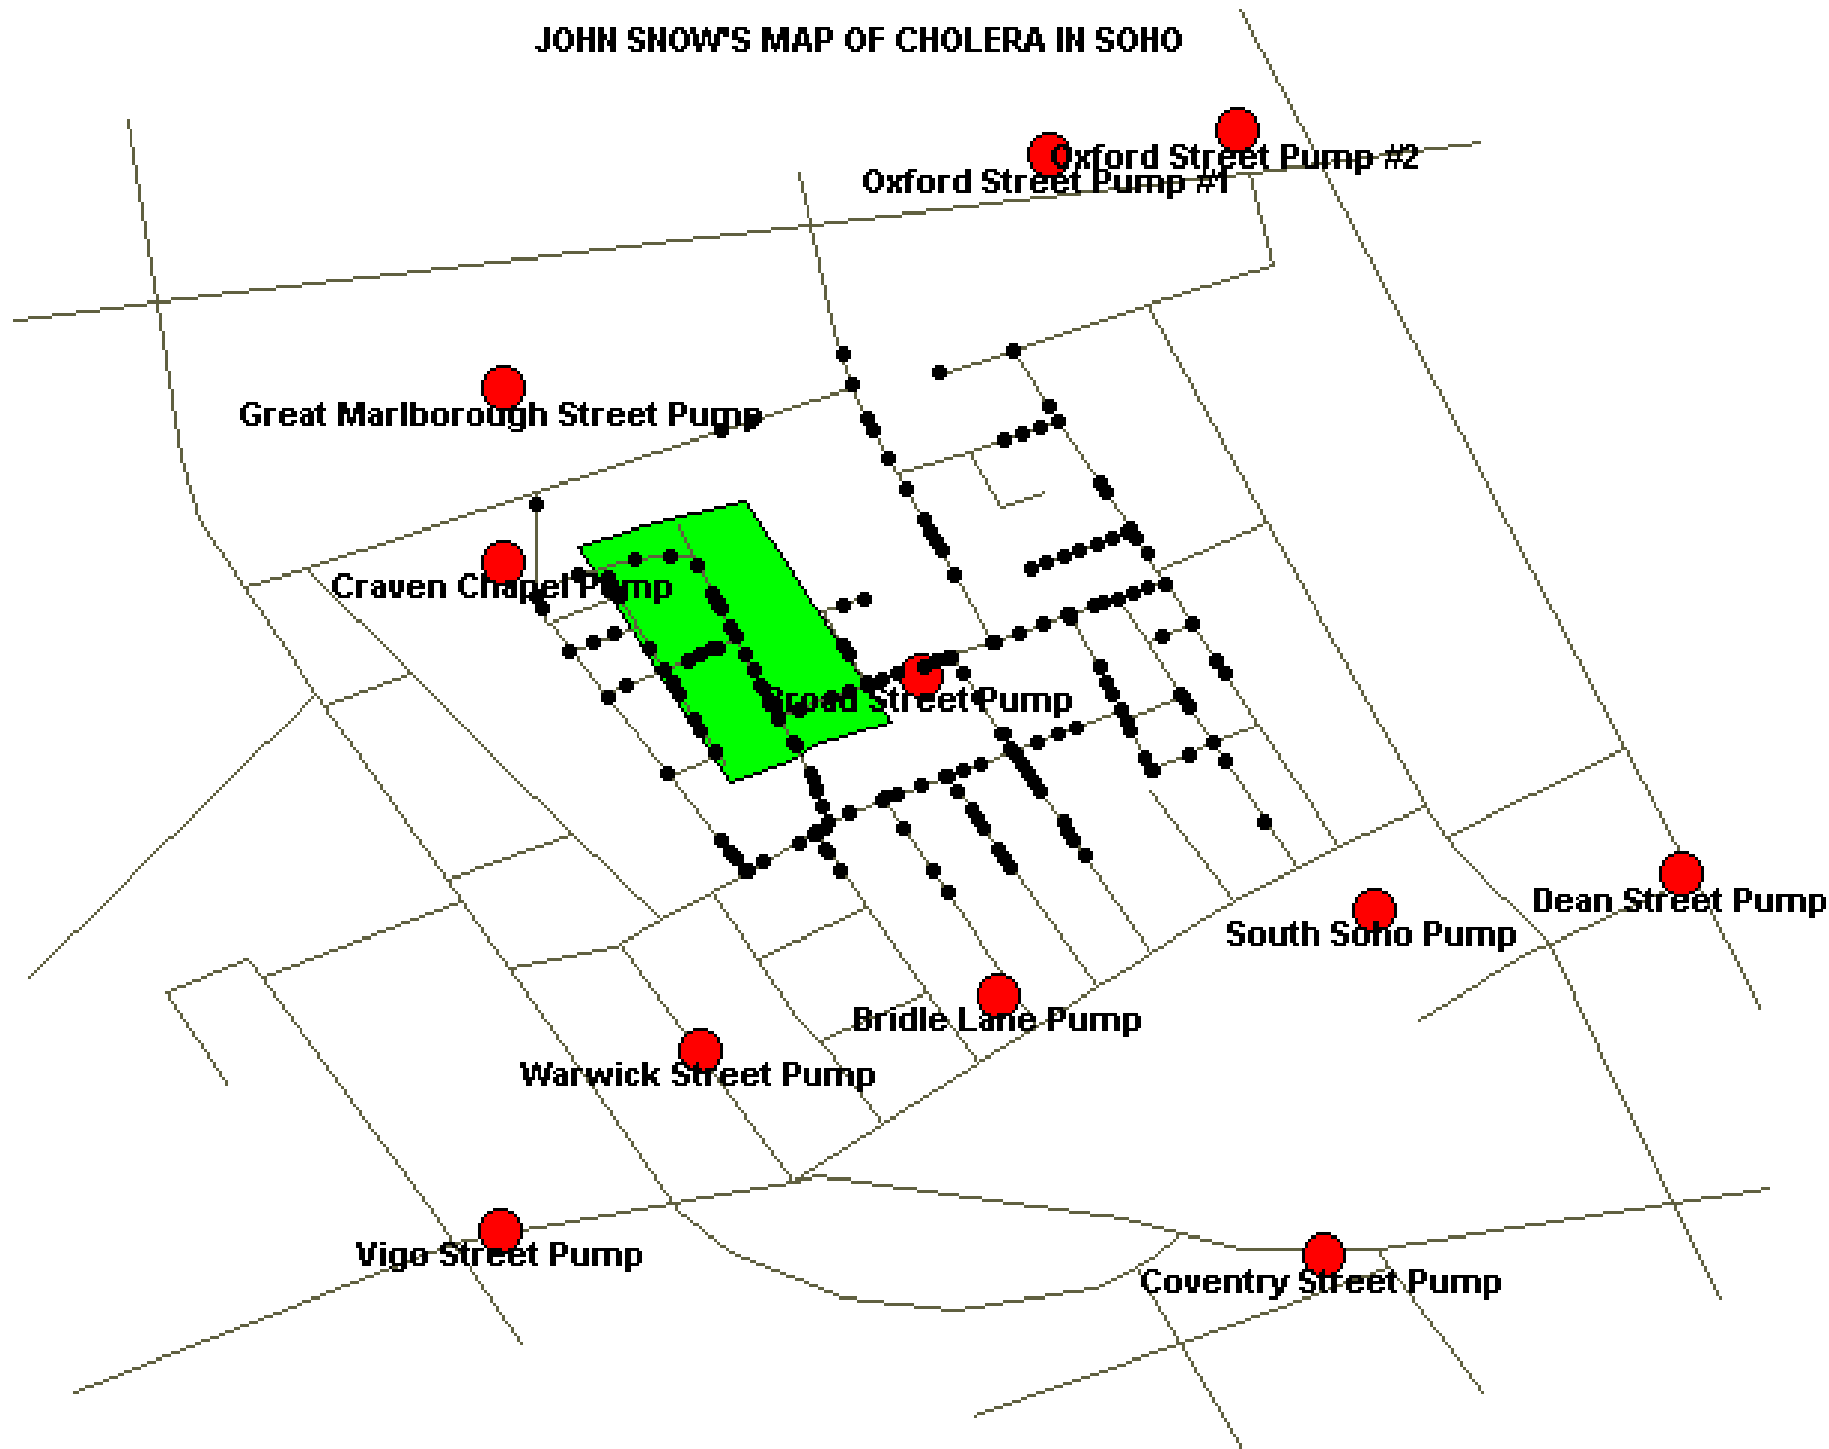 JOHN SNOW'S MAP OF CHOLERA IN SOHO
Oxford Street Pump #2
Oxford Street Pump #1
Great Marlborough Street Pump
Craven Chapel Pump
Broad Street Pump
Dean Street Pump
South Soho Pump
Bridle Lane Pump
Warwick Street Pump
Vigo Street Pump
Coventry Street Pump